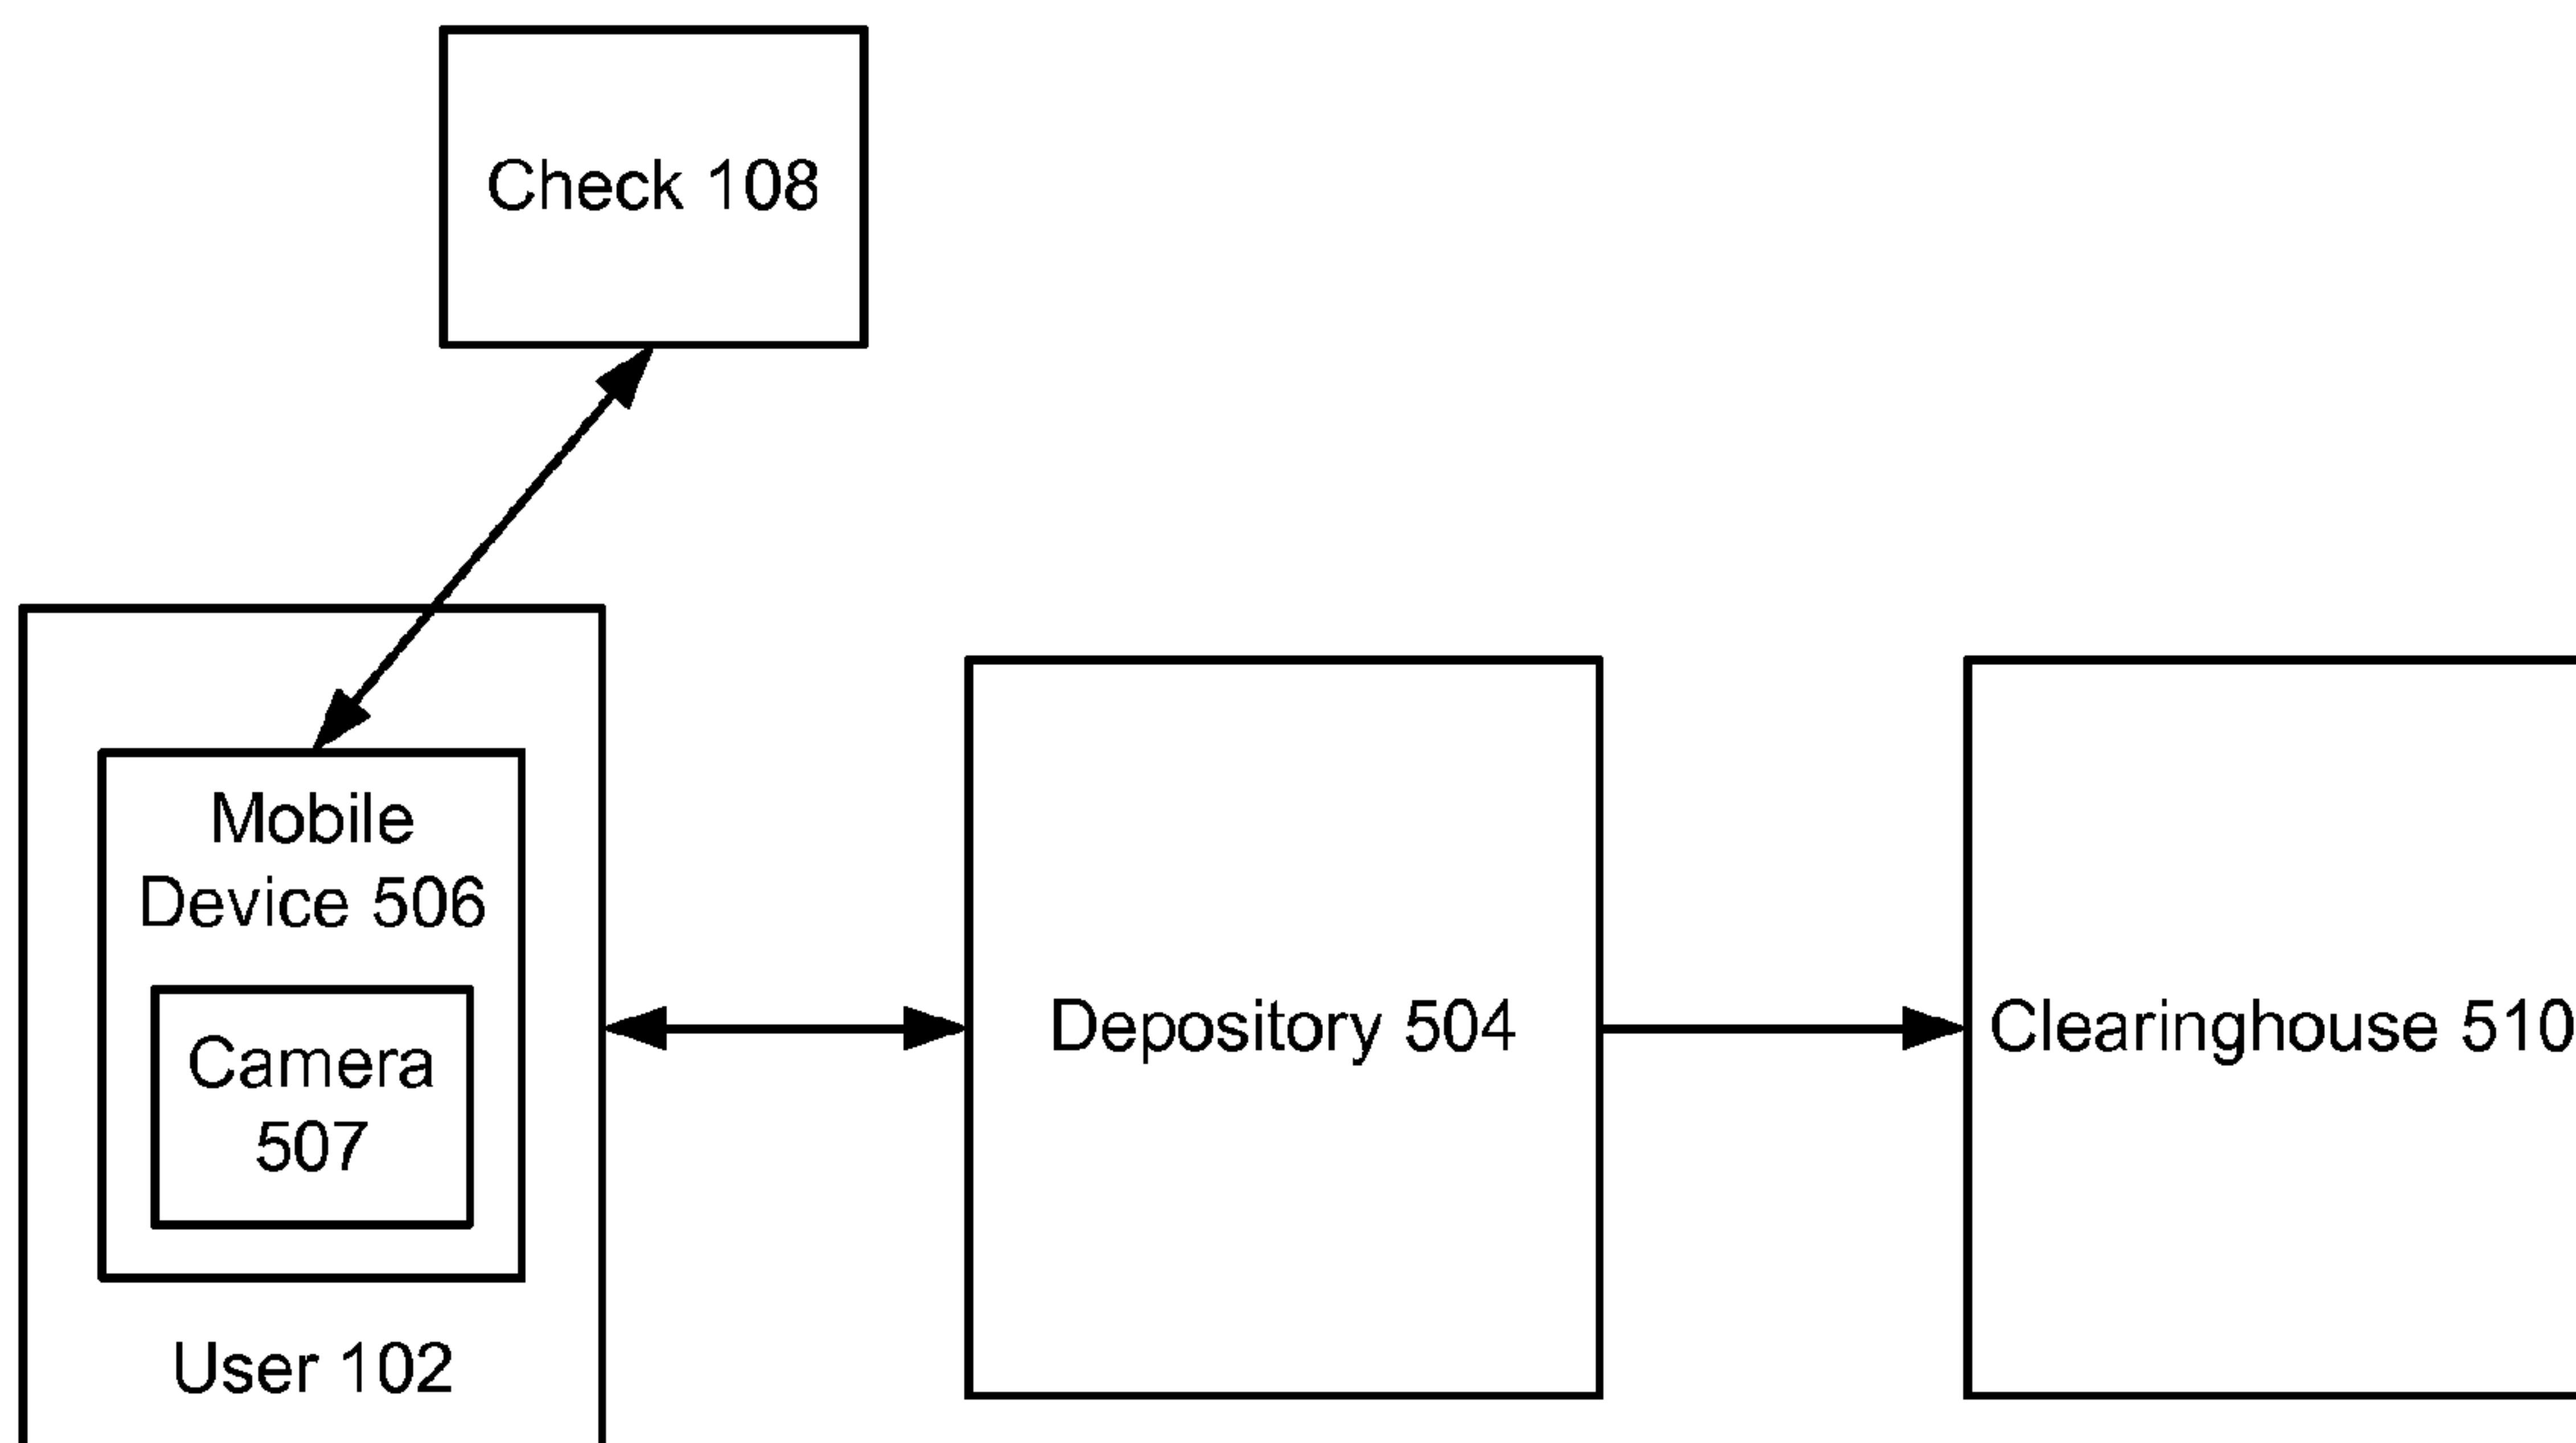 Check 108
Mobile
Device 506
Camera
507
User 102
Depository 504
Clearinghouse 510